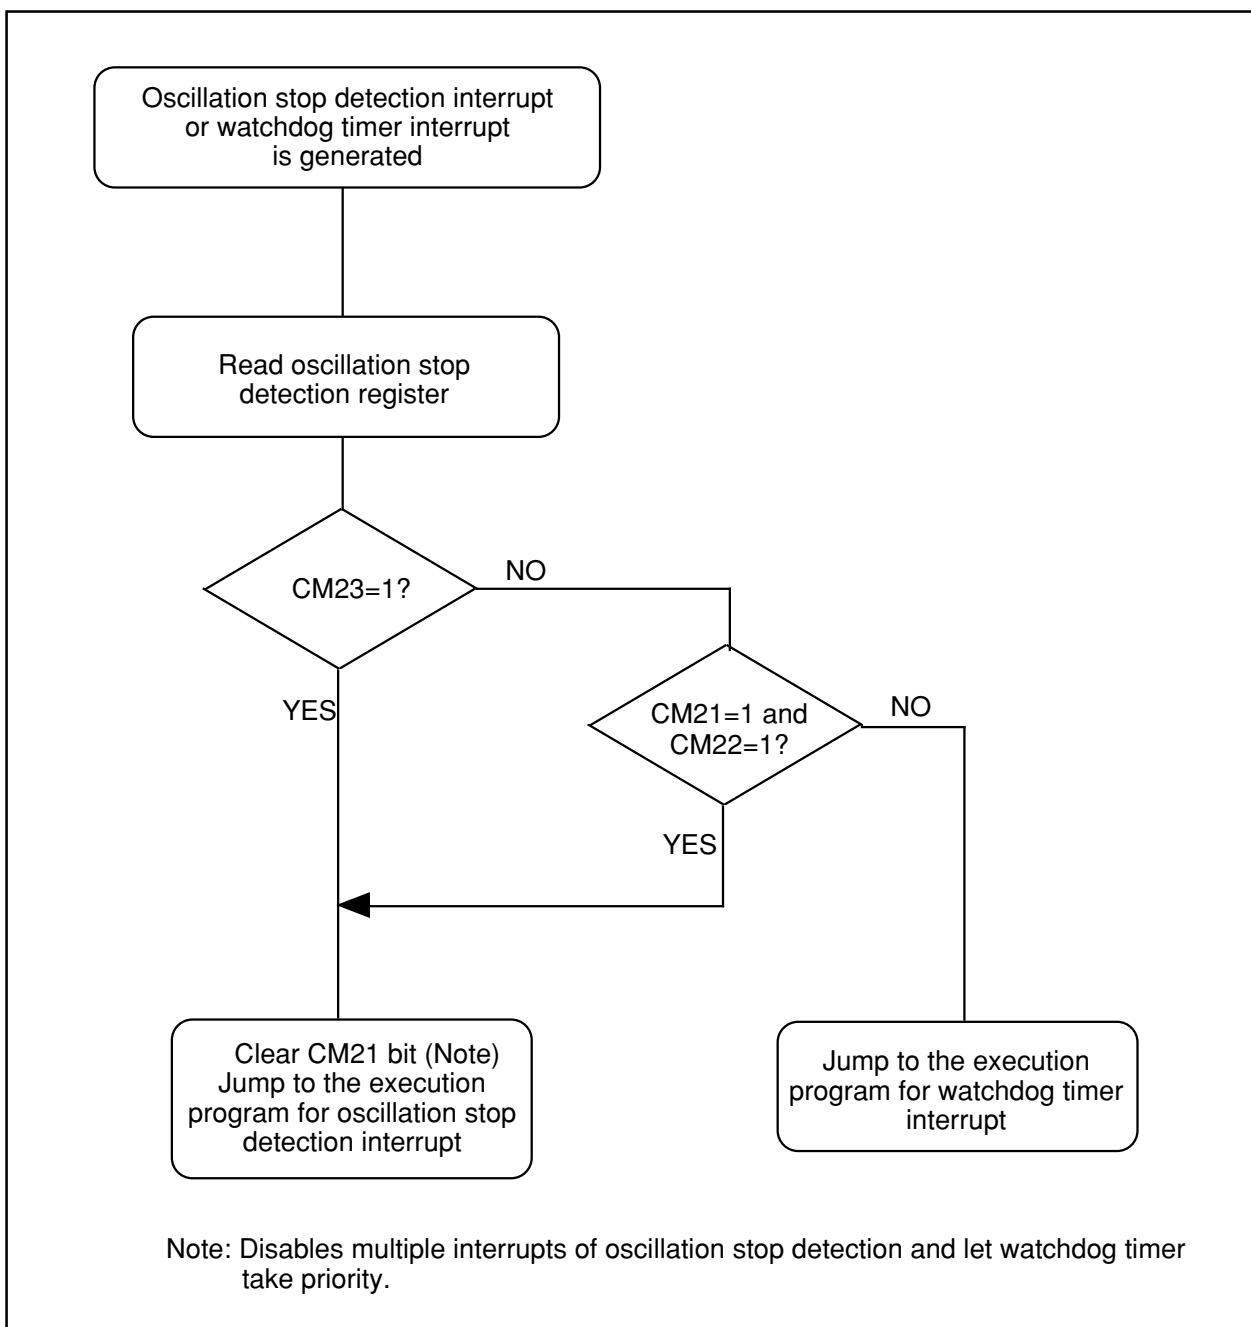 Oscillation stop detection interrupt
or watchdog timer interrupt
is generated
Read oscillation stop
detection register
CM23=1?
NO
YES
CM21=1 and
CM22=1?
NO
YES
Clear CM21 bit (Note)
Jump to the execution
program for oscillation stop
detection interrupt
Jump to the execution
program for watchdog timer
interrupt
Note: Disables multiple interrupts of oscillation stop detection and let watchdog timer
take priority.